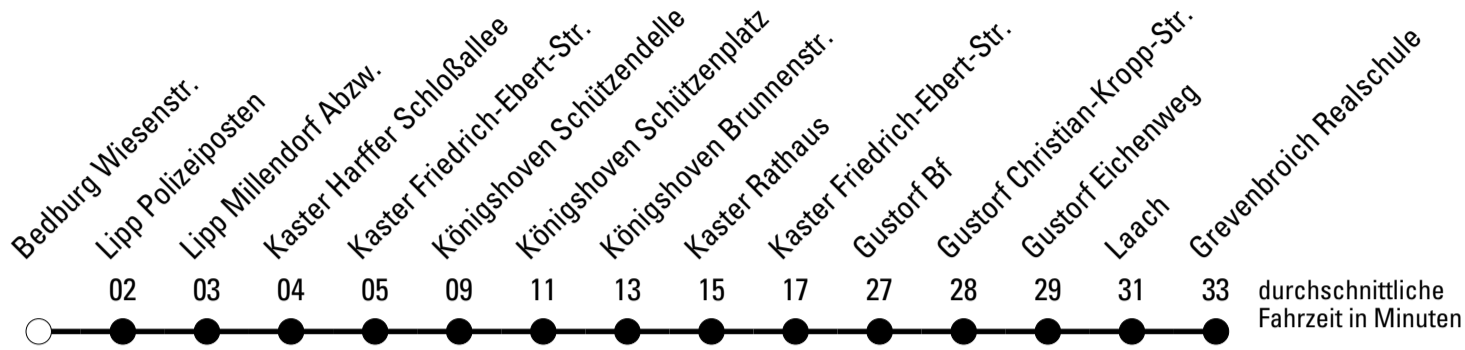 Bedburg Wiesenstr.
Lipp Polizeiposten
Lipp Millendorf Abzw.
Kaster Harffer Schloßallee
Kaster Friedrich-Ebert-Str.
Königshoven Schützendelle
Königshoven Schützenplatz
Königshoven Brunnenstr.
Kaster Rathaus
Kaster Friedrich-Ebert-Str.
Gustorf Bf
Gustorf Christian-Kropp-Str.
Gustorf Eichenweg
Laach
Grevenbroich Realschule
02 03 04 05 09 11 13 15 17 27 28 29 31 33
durchschnittliche
Fahrzeit in Minuten